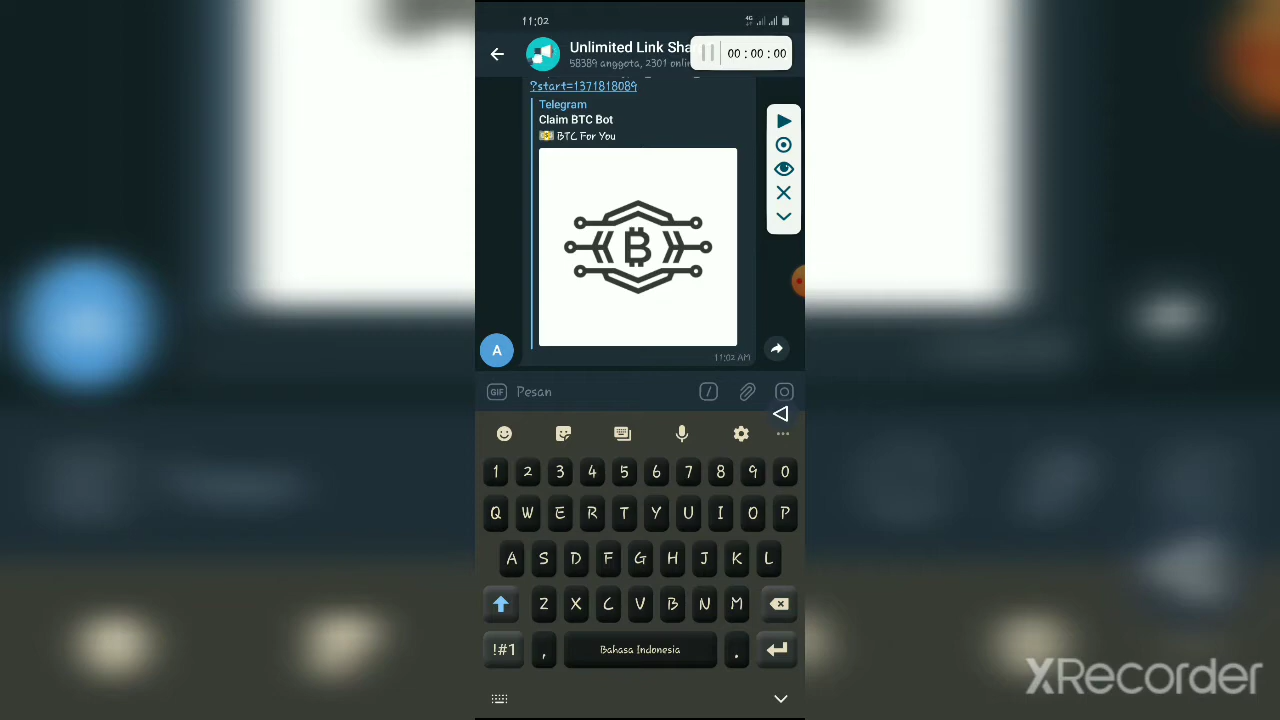 11:02
4G
Unlimited Link Sha
00:00:00
58389 anggota, 2301 onlin
?start=1371818089
Telegram
Claim BTC Bot
BTC For You
B
11:02 AM
A
GIF Pesan /
1 2 3 4 5 6 7 8 9 0
Q W E R T Y U I O P
A S D F G H J K L
Z X C V B N M
!#1 , Bahasa Indonesia .
XRecorder